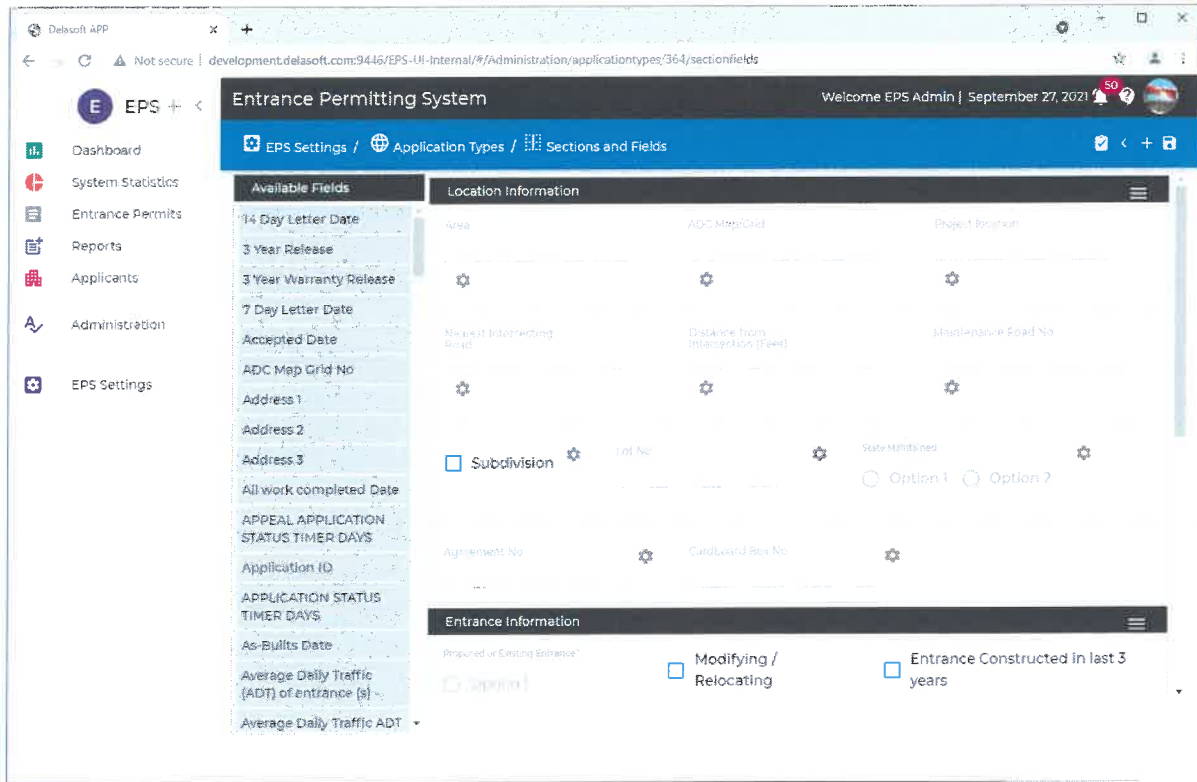 Delasoft APP
Not secure | development.delasoft.com:9446/EPS-UI-Internal/#/Administration/applicationtypes/364/sectionfields
E EPS
Entrance Permitting System
Welcome EPS Admin | September 27, 2021
50
EPS Settings / Application Types / Sections and Fields
Dashboard
System Statistics
Entrance Permits
Reports
Applicants
Administration
EPS Settings
Available Fields
14 Day Letter Date
3 Year Release
3 Year Warranty Release
7 Day Letter Date
Accepted Date
ADC Map Grid No
Address 1
Address 2
Address 3
All work completed Date
APPEAL APPLICATION
STATUS TIMER DAYS
Application ID
APPLICATION STATUS
TIMER DAYS
As-Builts Date
Average Daily Traffic
(ADT) of entrance (s)
Average Daily Traffic ADT
Location Information
Area
ADC Map/Grid
Project location
Nearest Intersecting
Road
Distance from
Intersection (Feet)
Maintenance Road No
Subdivision
Lot No
State Maintained
Option 1
Option 2
Agreement No
Cardboard Box No
Entrance Information
Proposed or Existing Entrance*
Modifying /
Relocating
Entrance Constructed in last 3
years